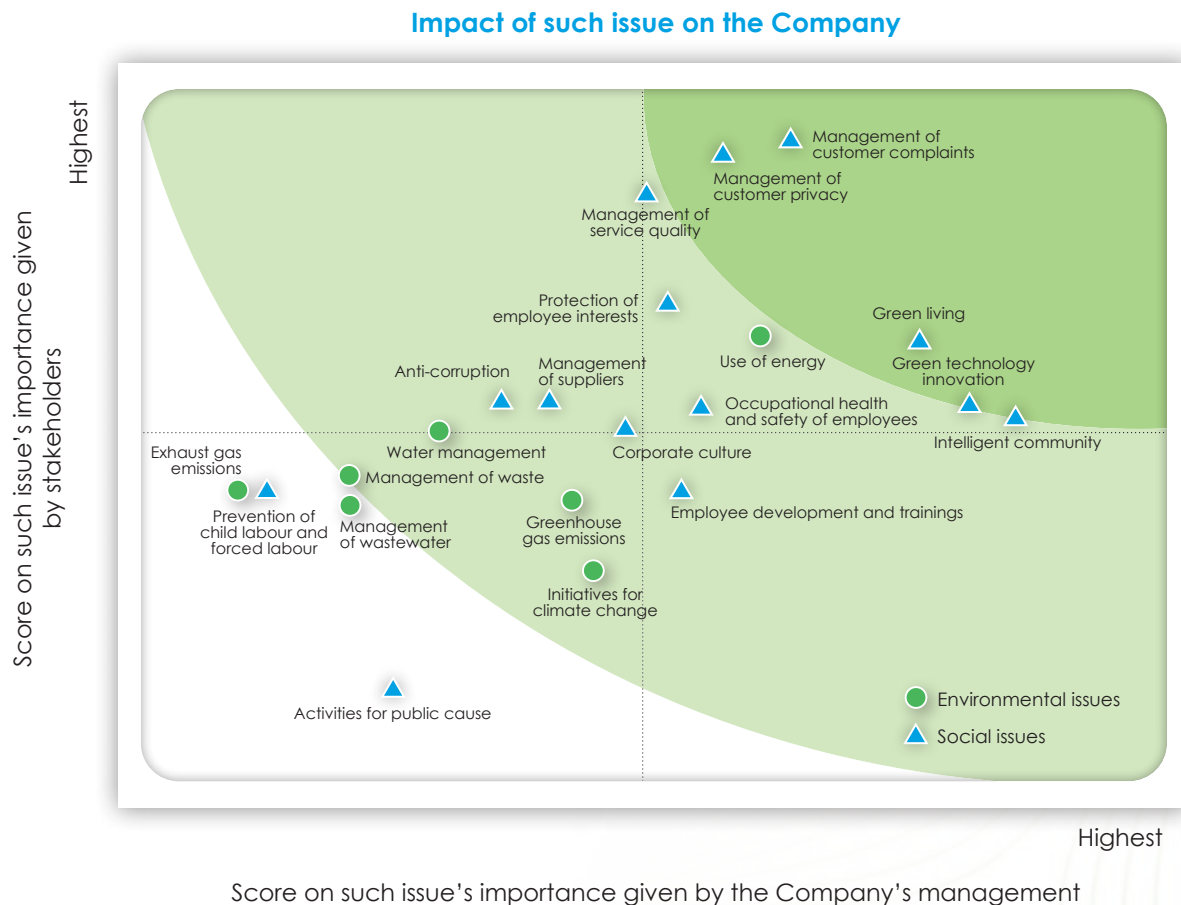 Impact of such issue on the Company
Highest
Score on such issue's importance given
by stakeholders
Management of
customer complaints
Management of
customer privacy
Management of
service quality
Protection of
employee interests
Green living
Use of energy
Green technology
innovation
Anti-corruption
Management
of suppliers
Occupational health
and safety of employees
Intelligent community
Water management
Corporate culture
Exhaust gas
emissions
Management of waste
Prevention of
child labour and
forced labour
Management
of wastewater
Greenhouse
gas emissions
Employee development and trainings
Initiatives for
climate change
Activities for public cause
Environmental issues
Social issues
Highest
Score on such issue's importance given by the Company's management